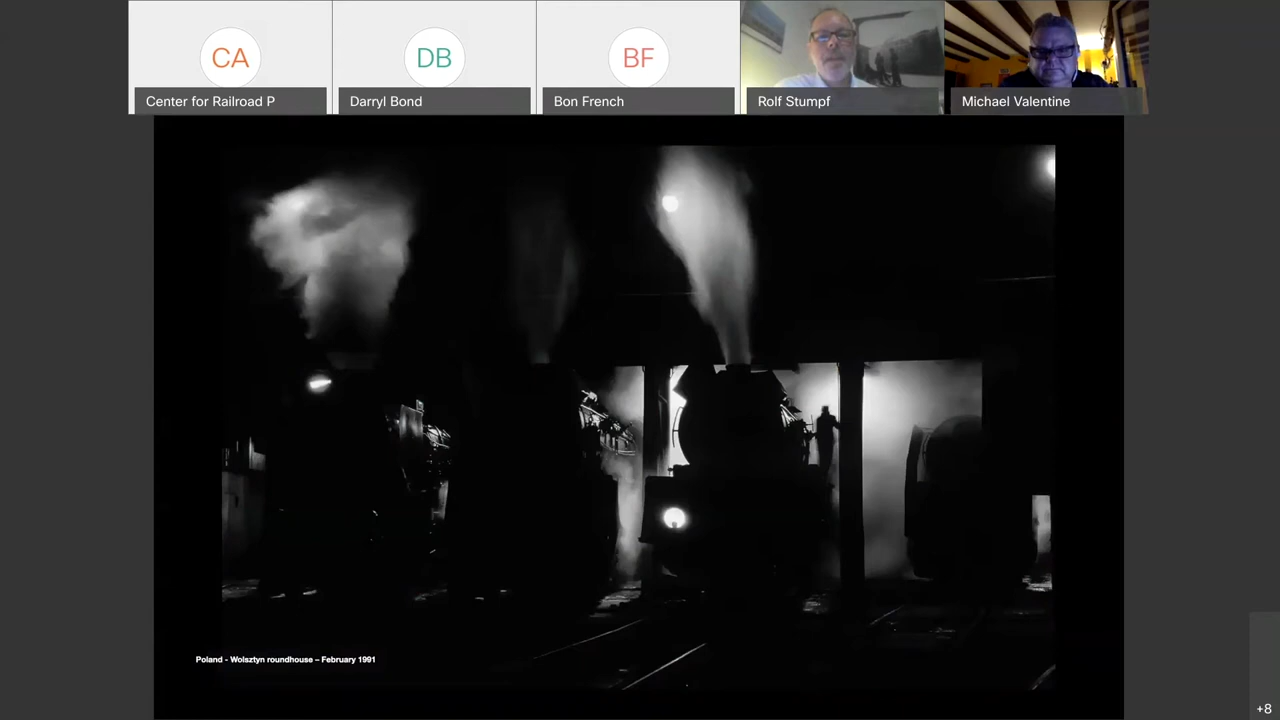 CA
DB
BF
Center for Railroad P
Darryl Bond
Bon French
Rolf Stumpf
Michael Valentine
Poland - Wolsztyn roundhouse – February 1991
+8